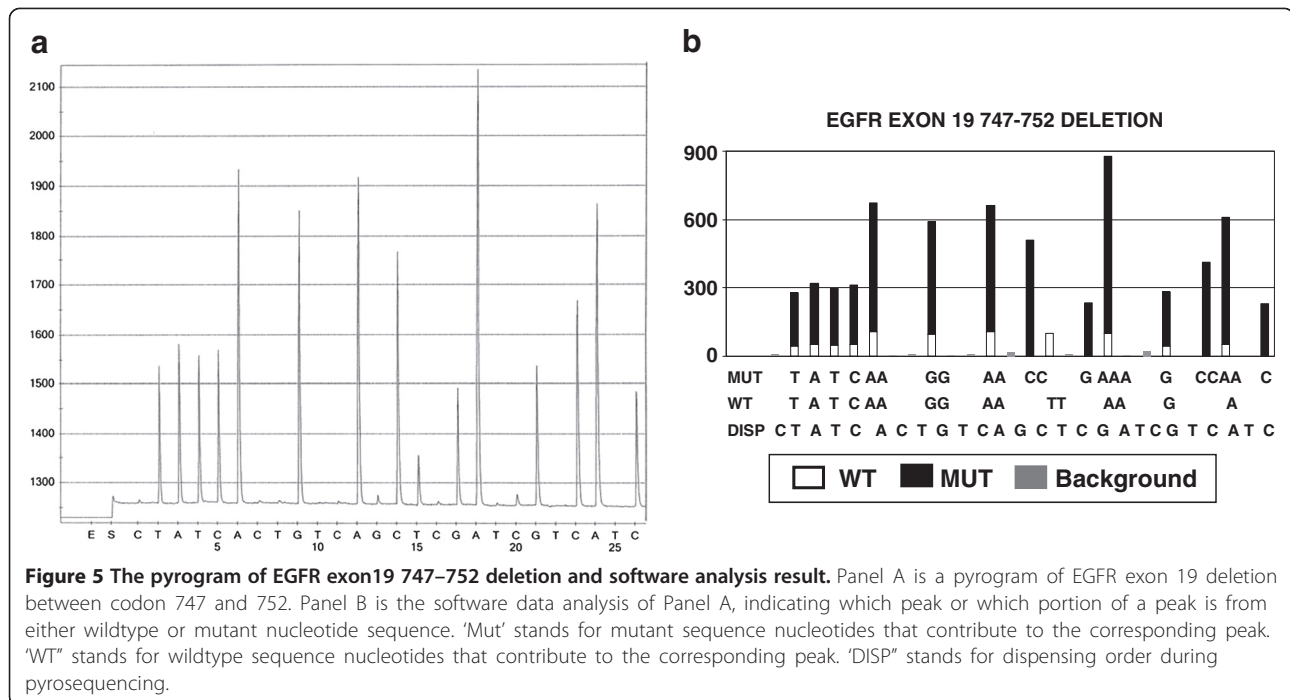 a
2100
2000
1900
1800
1700
1600
1500
1400
1300
E S C T A T C A C T G T C A G C T C G A T C G T C A T C
5 10 15 20 25
b
EGFR EXON 19 747-752 DELETION
900
600
300
0
MUT T A T C AA GG AA CC G AAA G CCAA C
WT T A T C AA GG AA TT AA G A
DISP C T A T C A C T G T C A G C T C G A T C G T C A T C
WT MUT Background
Figure 5 The pyrogram of EGFR exon19 747–752 deletion and software analysis result. Panel A is a pyrogram of EGFR exon 19 deletion
between codon 747 and 752. Panel B is the software data analysis of Panel A, indicating which peak or which portion of a peak is from
either wildtype or mutant nucleotide sequence. ‘Mut’ stands for mutant sequence nucleotides that contribute to the corresponding peak.
‘WT” stands for wildtype sequence nucleotides that contribute to the corresponding peak. ‘DISP” stands for dispensing order during
pyrosequencing.